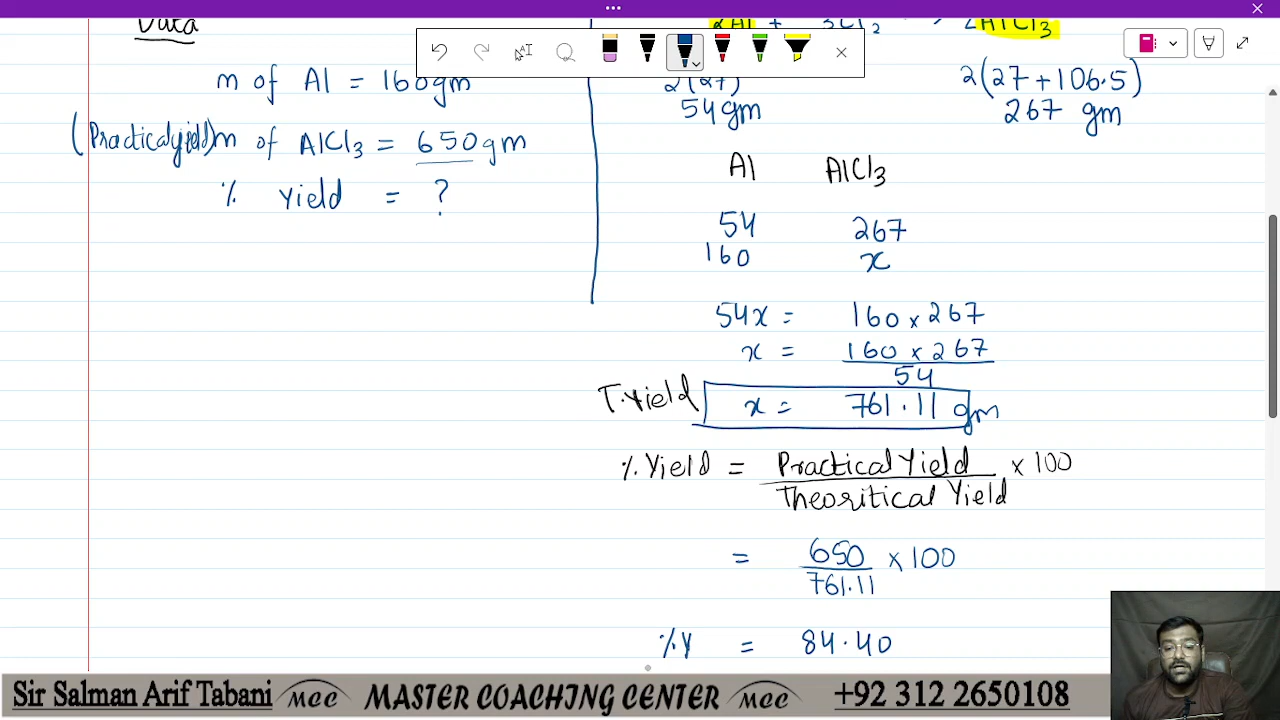 Data
m of Al = 160gm
(Practical yield) m of AlCl3 = 650gm
% Yield = ?
2Al + 3Cl2 → 2AlCl3
2(27) 2(27+106.5)
54gm 267 gm
Al AlCl3
54 267
160 x
54x = 160 x 267
x = 160 x 267
54
T.Yield x = 761.11 gm
% Yield = Practical Yield x 100
Theoritical Yield
= 650 x 100
761.11
%Y = 84.40
Sir Salman Arif Tabani MCC MASTER COACHING CENTER MCC +92 312 2650108